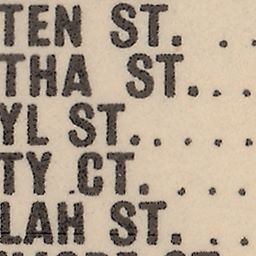 TEN ST. . .
THA ST. . .
YL ST. . . . .
TY CT. . . .
LAH ST. . .